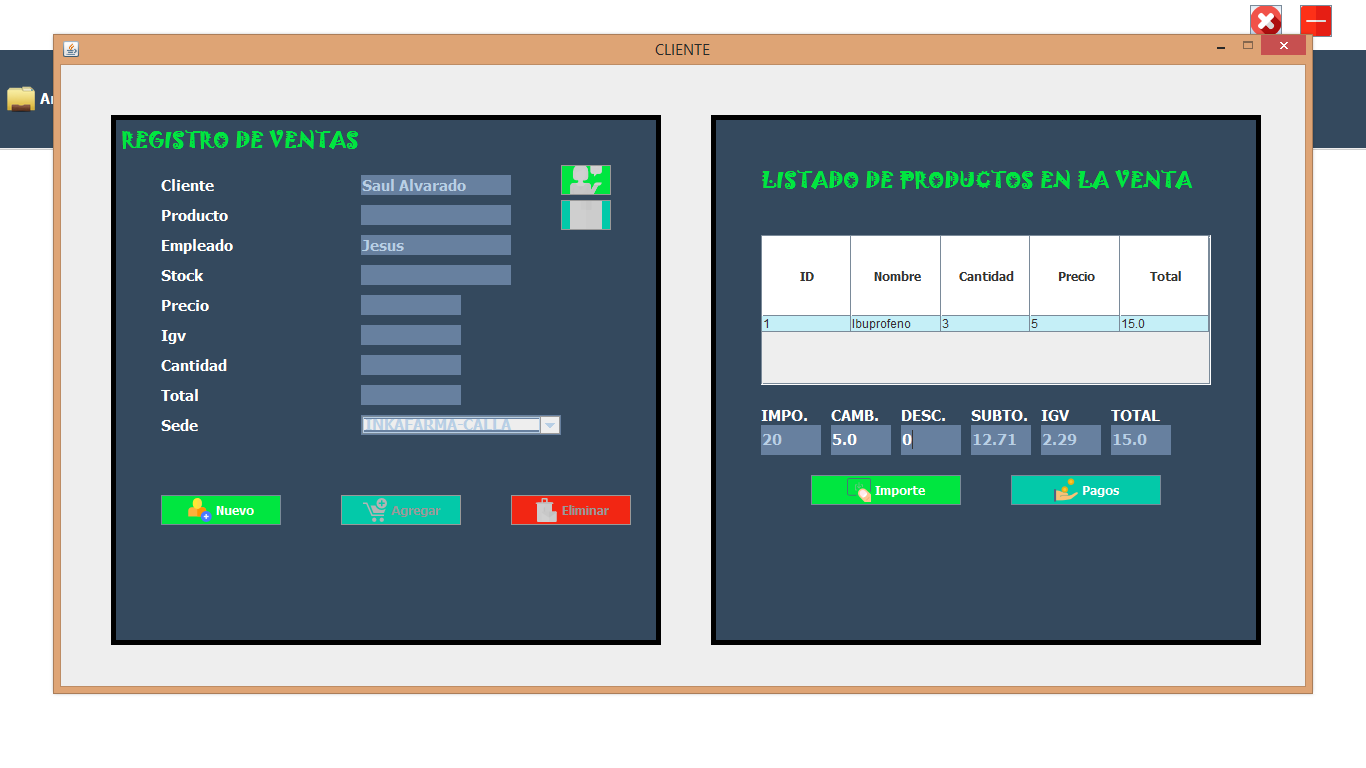 CLIENTE
REGISTRO DE VENTAS
Cliente Saul Alvarado
Producto
Empleado Jesus
Stock
Precio
Igv
Cantidad
Total
Sede INKAFARMA-CALLA
Nuevo Agregar Eliminar
LISTADO DE PRODUCTOS EN LA VENTA
ID Nombre Cantidad Precio Total
1 Ibuprofeno 3 5 15.0
IMPO. CAMB. DESC. SUBTO. IGV TOTAL
20 5.0 0 12.71 2.29 15.0
Importe Pagos